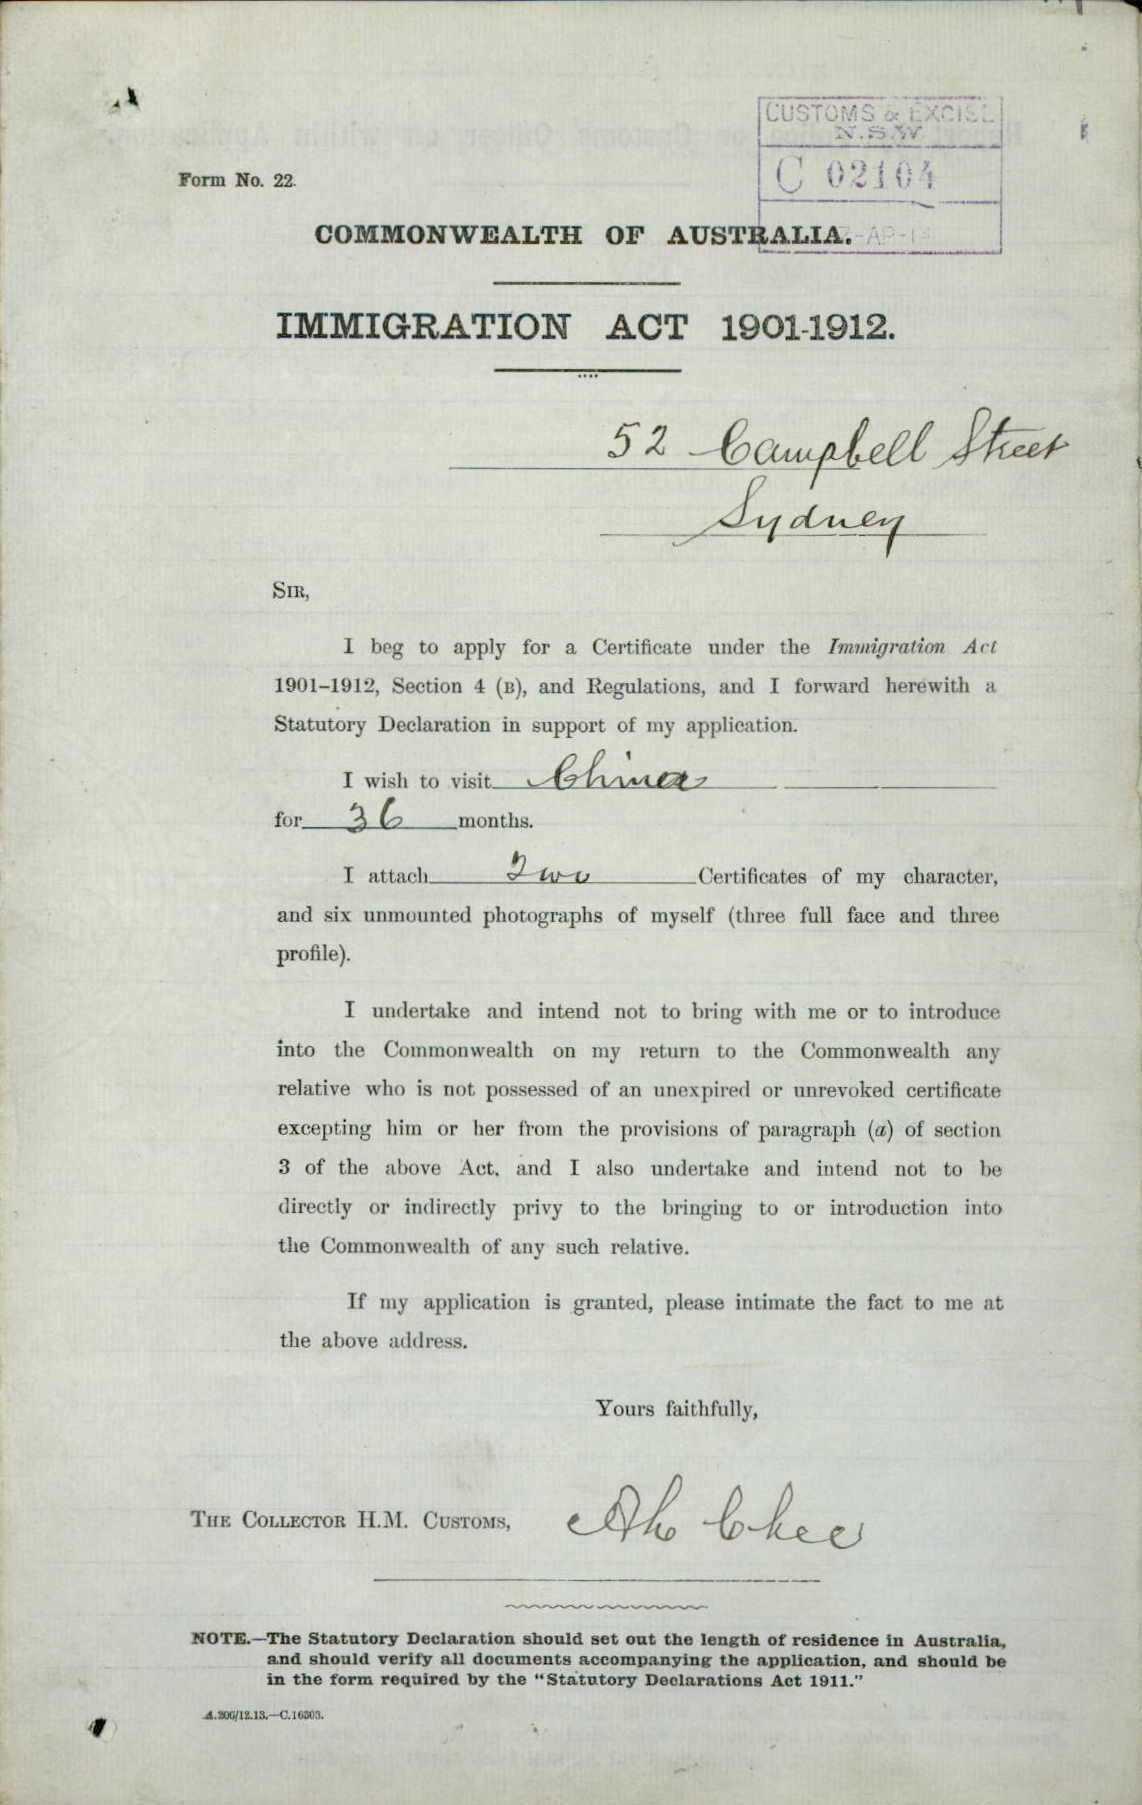 CUSTOMS & EXCISE
N.S.W.
C 02104
Form No. 22.
-AP-1
COMMONWEALTH OF AUSTRALIA.
IMMIGRATION ACT 1901-1912.
52 Campbell Street
Sydney
SIR,
I beg to apply for a Certificate under the Immigration Act
1901–1912, Section 4 (B), and Regulations, and I forward herewith a
Statutory Declaration in support of my application.
I wish to visit China
for 36 months.
I attach Two Certificates of my character,
and six unmounted photographs of myself (three full face and three
profile).
I undertake and intend not to bring with me or to introduce
into the Commonwealth on my return to the Commonwealth any
relative who is not possessed of an unexpired or unrevoked certificate
excepting him or her from the provisions of paragraph (a) of section
3 of the above Act, and I also undertake and intend not to be
directly or indirectly privy to the bringing to or introduction into
the Commonwealth of any such relative.
If my application is granted, please intimate the fact to me at
the above address.
Yours faithfully,
THE COLLECTOR H.M. CUSTOMS, Ah Chee
NOTE.—The Statutory Declaration should set out the length of residence in Australia,
and should verify all documents accompanying the application, and should be
in the form required by the "Statutory Declarations Act 1911."
A.206/12.13.—C.16303.